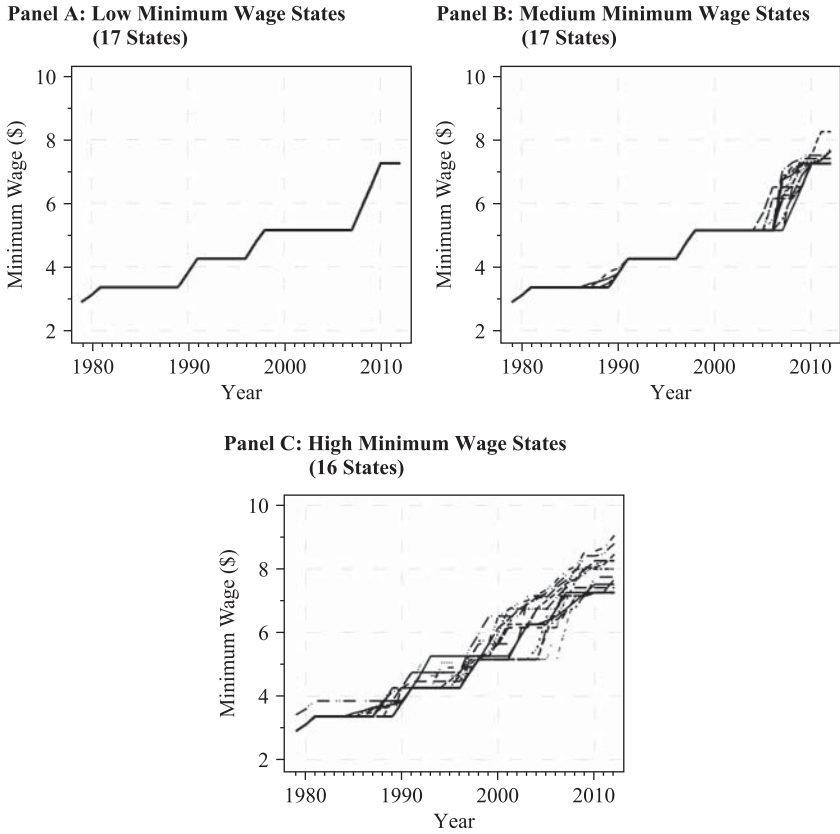 Panel A: Low Minimum Wage States
(17 States)
10
8
6
4
2
Minimum Wage ($)
1980 1990 2000 2010
Year
Panel B: Medium Minimum Wage States
(17 States)
10
8
6
4
2
Minimum Wage ($)
1980 1990 2000 2010
Year
Panel C: High Minimum Wage States
(16 States)
10
8
6
4
2
Minimum Wage ($)
1980 1990 2000 2010
Year